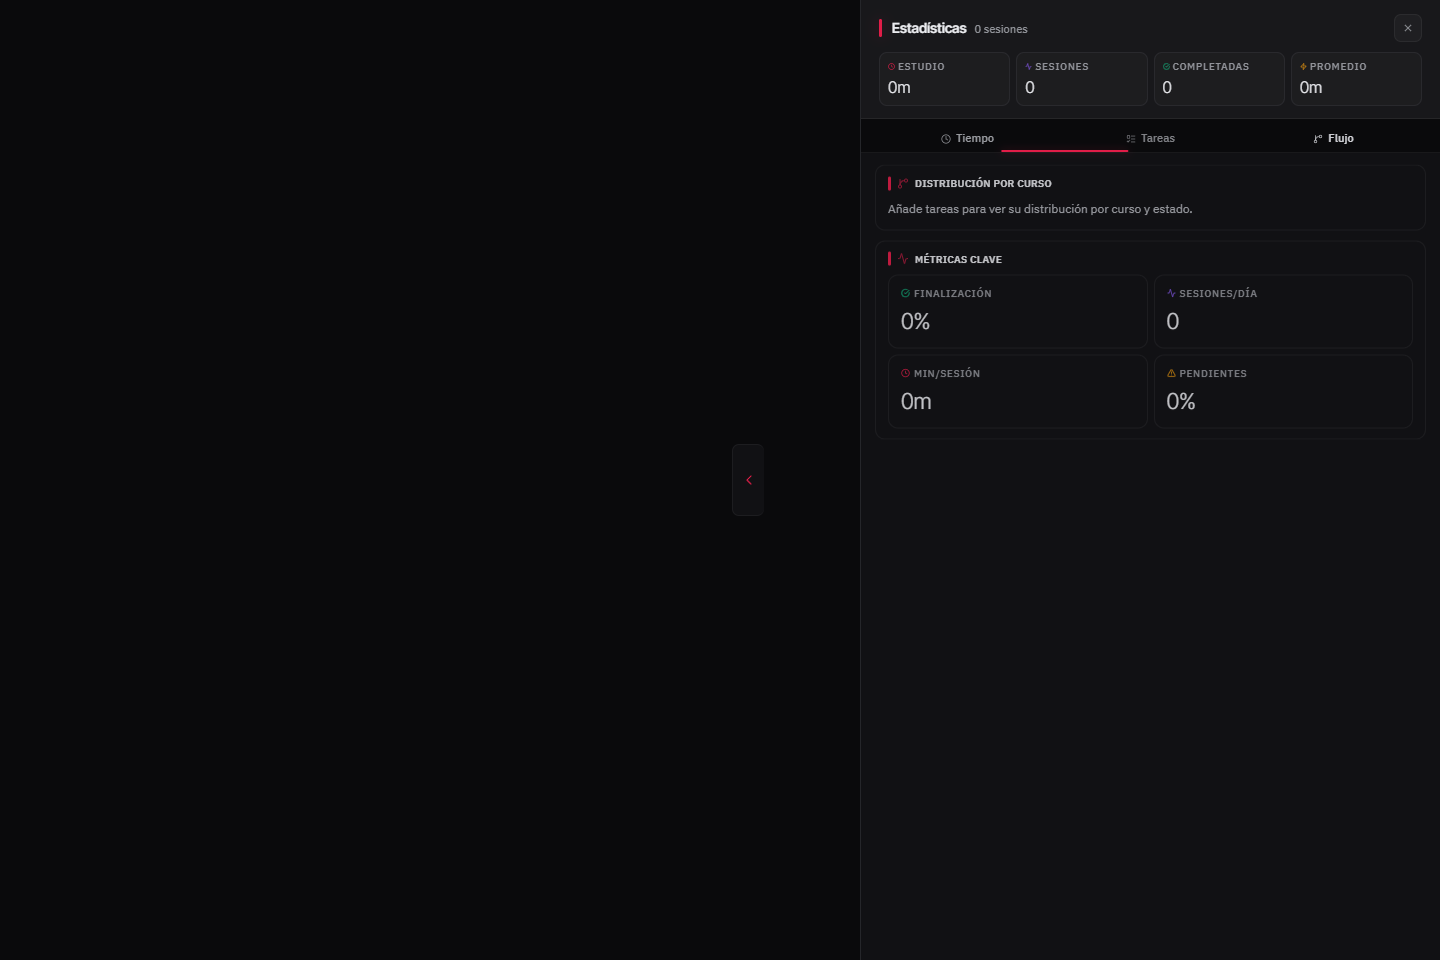 Estadísticas 0 sesiones
ESTUDIO SESIONES COMPLETADAS PROMEDIO
0m 0 0 0m
Tiempo Tareas Flujo
DISTRIBUCIÓN POR CURSO
Añade tareas para ver su distribución por curso y estado.
MÉTRICAS CLAVE
FINALIZACIÓN SESIONES/DÍA
0% 0
MIN/SESIÓN PENDIENTES
0m 0%